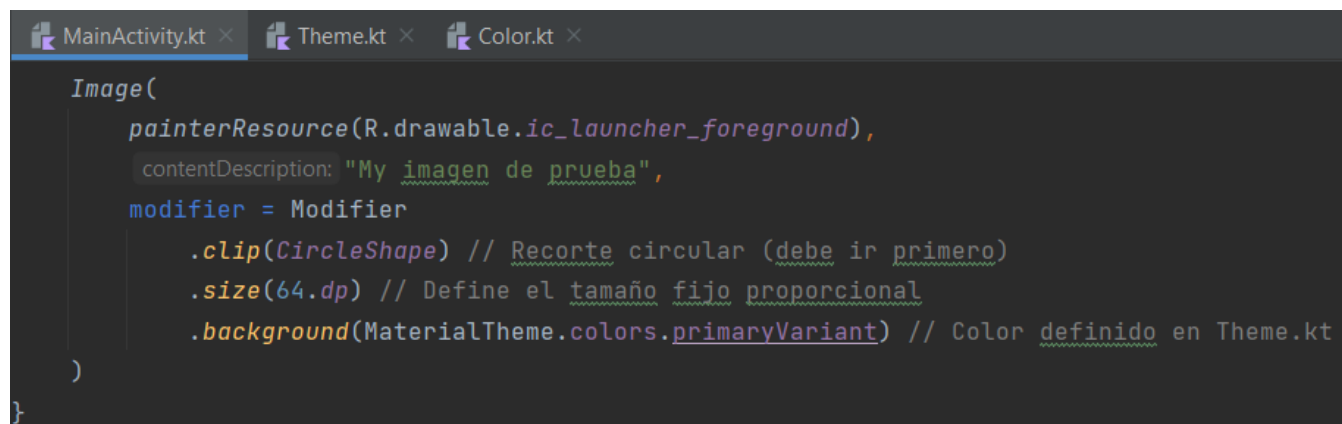 MainActivity.kt × Theme.kt × Color.kt ×
Image(
painterResource(R.drawable.ic_launcher_foreground),
contentDescription: "My imagen de prueba",
modifier = Modifier
.clip(CircleShape) // Recorte circular (debe ir primero)
.size(64.dp) // Define el tamaño fijo proporcional
.background(MaterialTheme.colors.primaryVariant) // Color definido en Theme.kt
)
}